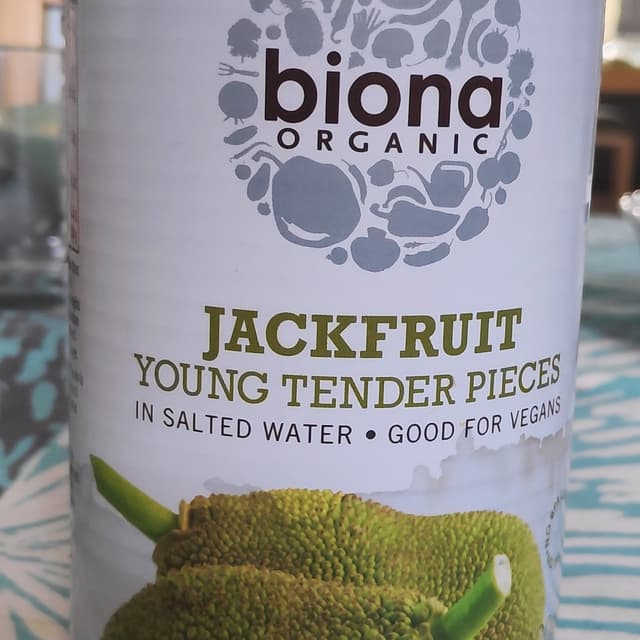 biona
ORGANIC
JACKFRUIT
YOUNG TENDER PIECES
IN SALTED WATER • GOOD FOR VEGANS